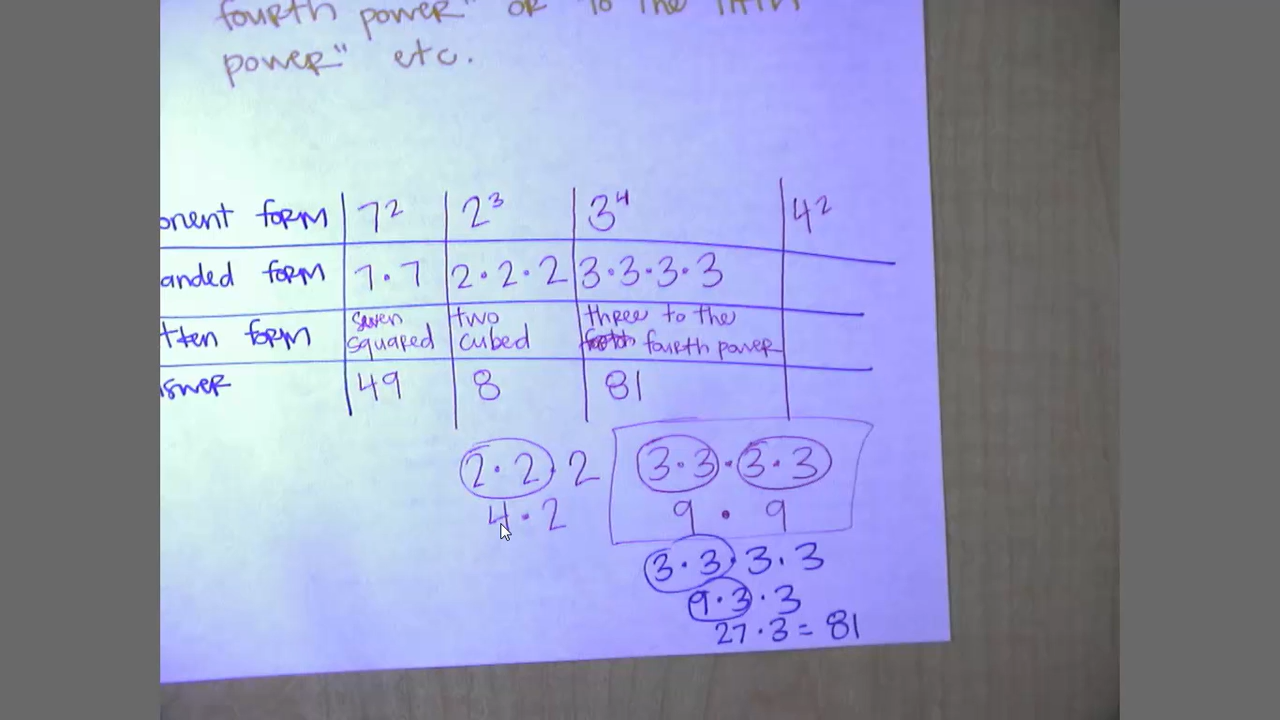 fourth power" or "to the fifth
power" etc.
onent form 7² 2³ 3⁴ 4²
anded form 7·7 2·2·2 3·3·3·3
tten form seven squared two cubed three to the fourth power
nswer 49 8 81
2·2·2 3·3·3·3
4·2 9·9
3·3·3·3
9·3·3
27·3=81